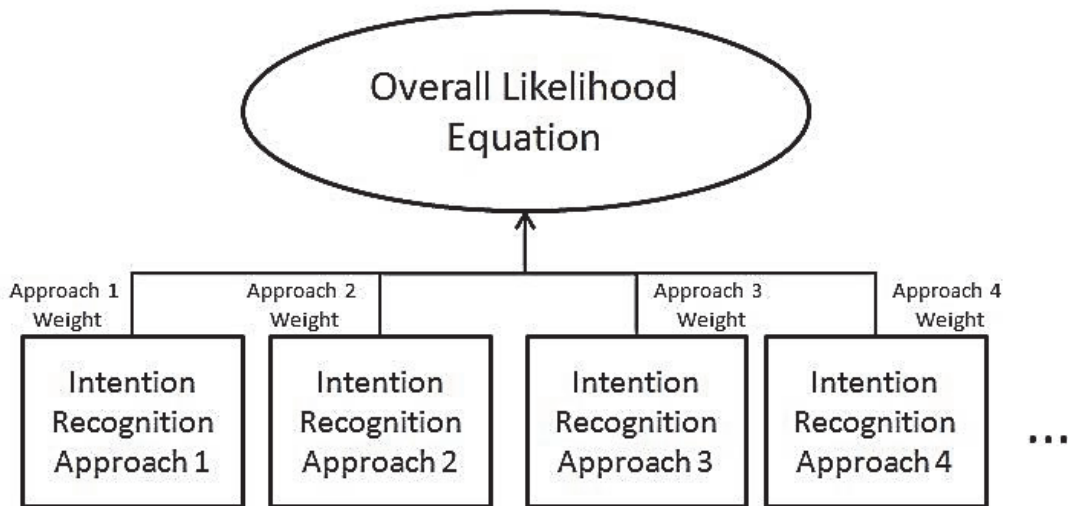 Overall Likelihood
Equation
Approach 1
Weight
Approach 2
Weight
Approach 3
Weight
Approach 4
Weight
Intention
Recognition
Approach 1
Intention
Recognition
Approach 2
Intention
Recognition
Approach 3
Intention
Recognition
Approach 4
...